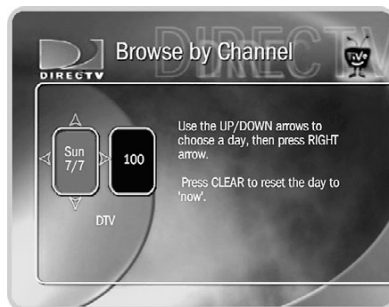 DIRECTV
Browse by Channel
DIRECTV
TiVo
Sun
7/7
100
DTV
Use the UP/DOWN arrows to
choose a day, then press RIGHT
arrow.
Press CLEAR to reset the day to
'now'.